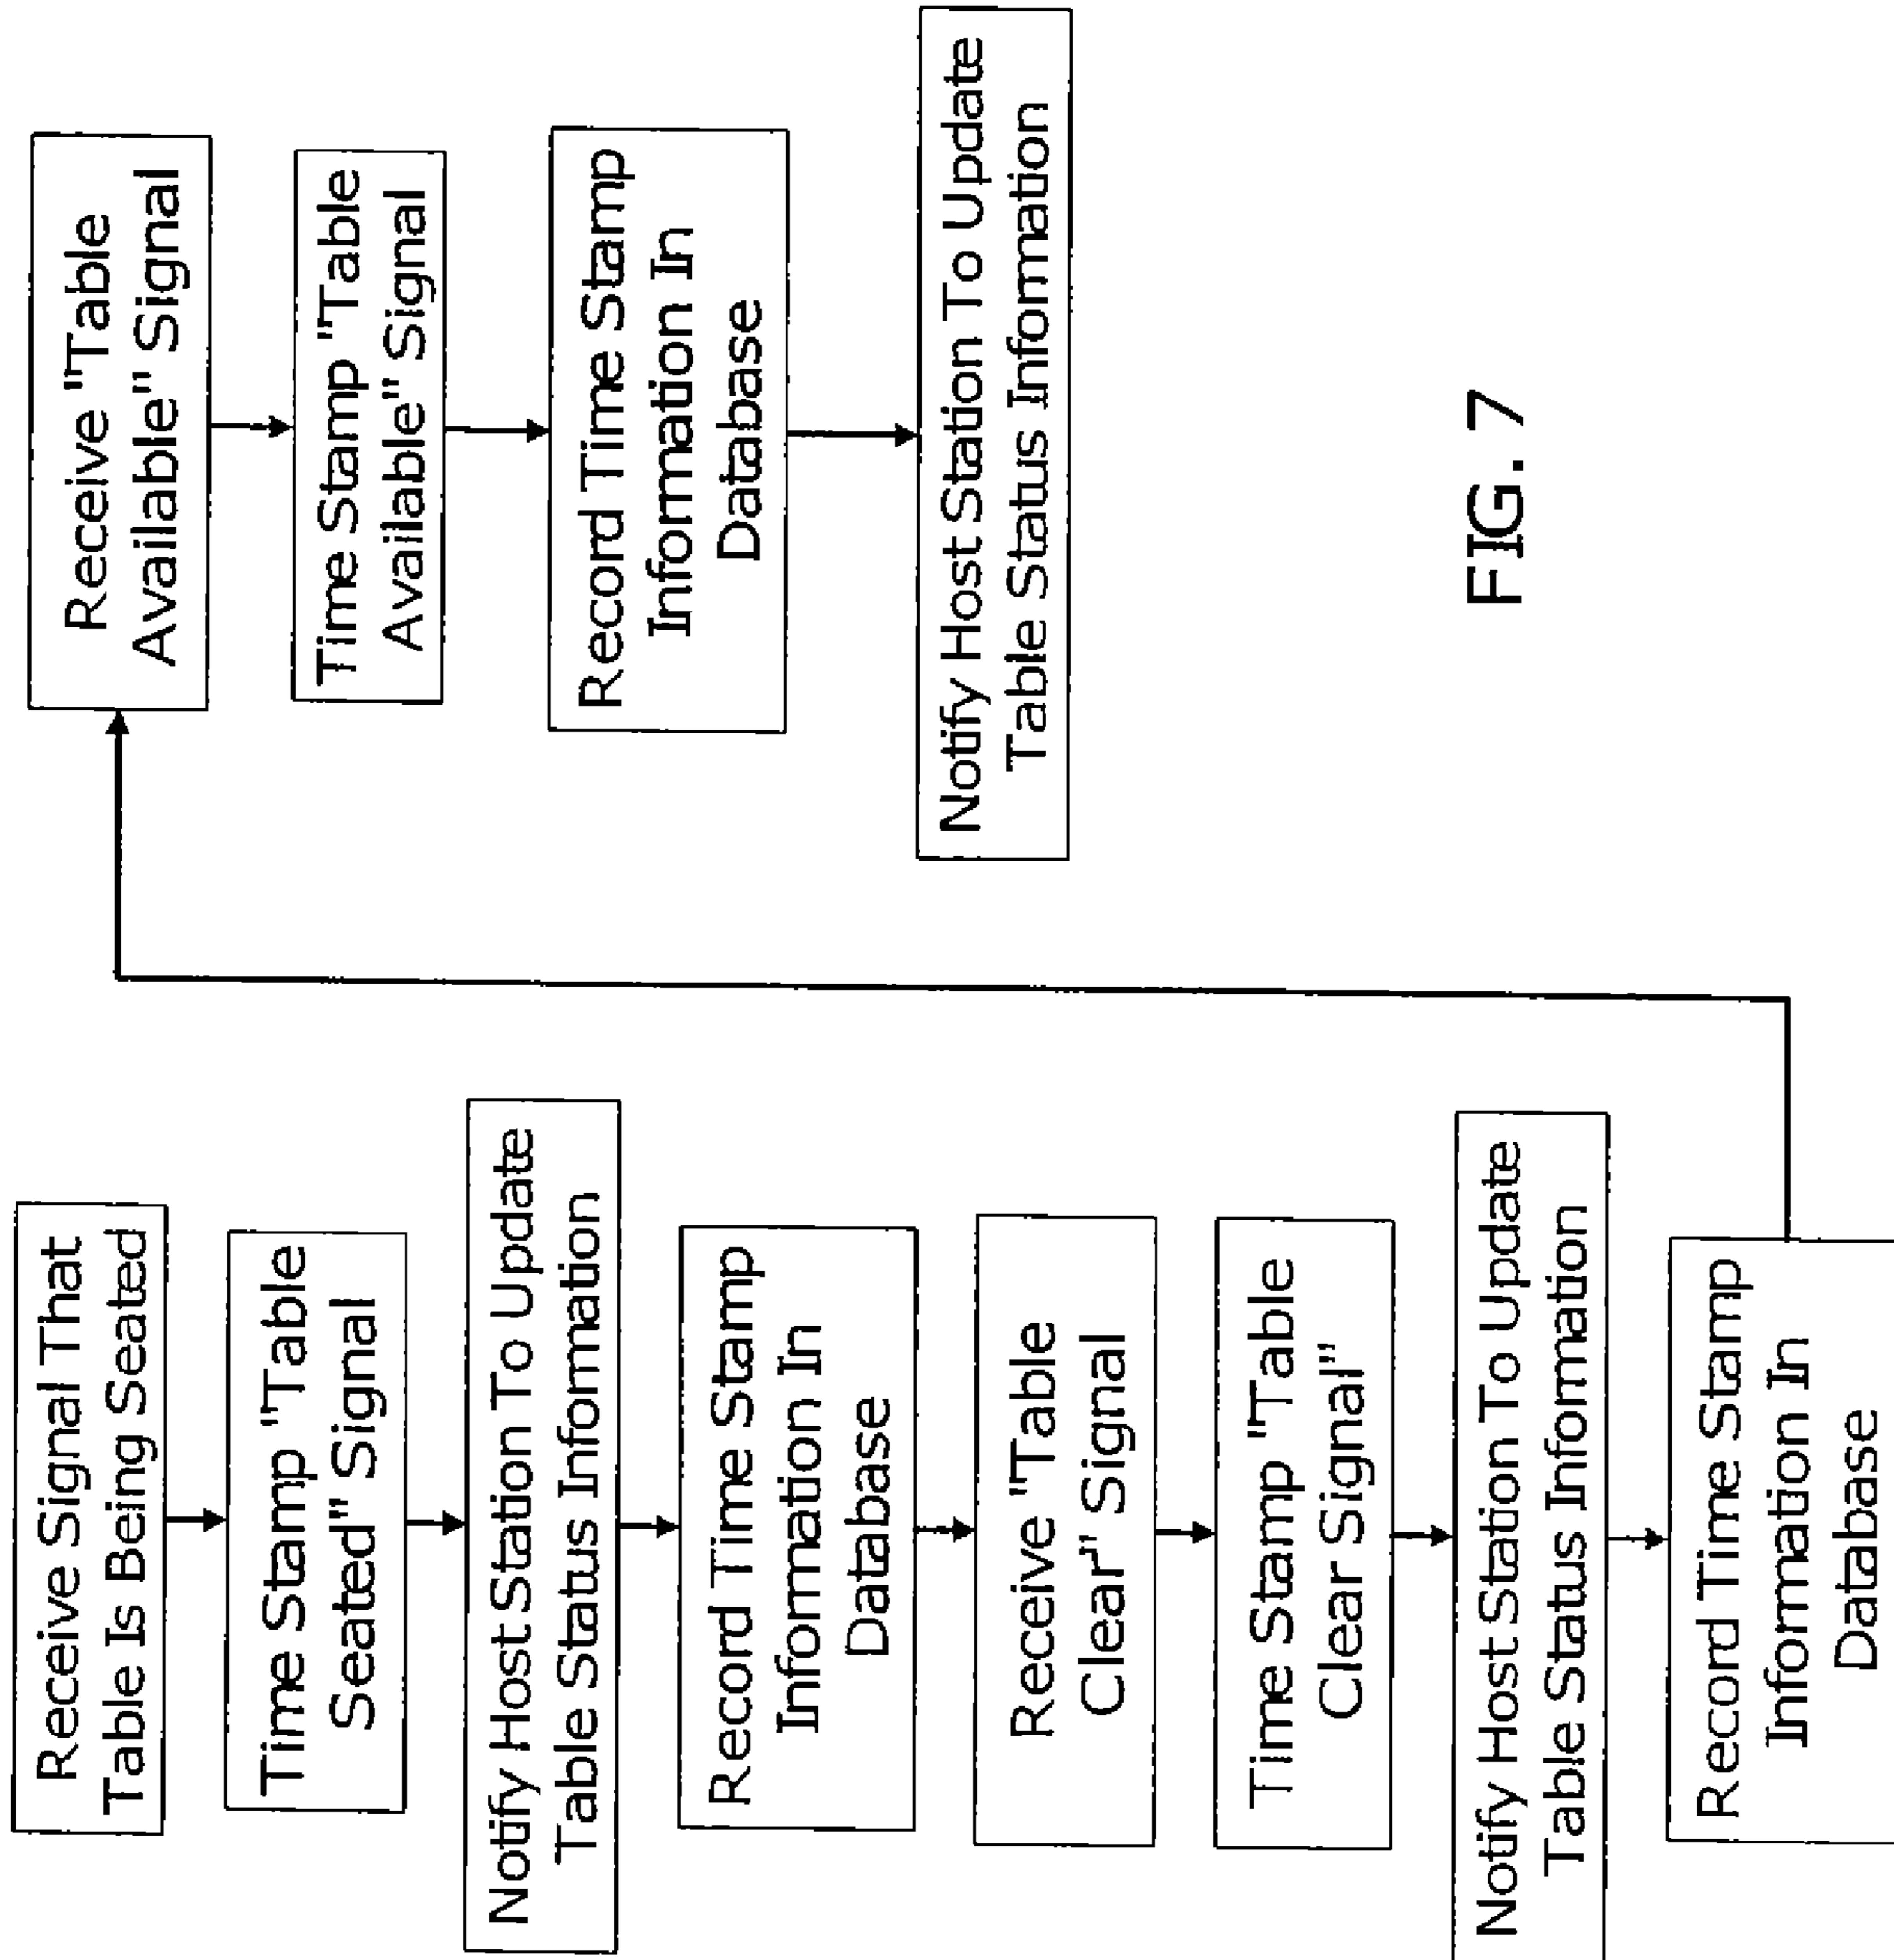 Receive Signal That
Table Is Being Seated
Time Stamp "Table
Seated" Signal
Notify Host Station To Update
Table Status Information
Record Time Stamp
Information In
Database
Receive "Table
Clear" Signal
Time Stamp "Table
Clear Signal"
Notify Host Station To Update
Table Status Information
Record Time Stamp
Information In
Database
Receive "Table
Available" Signal
Time Stamp "Table
Available" Signal
Record Time Stamp
Information In
Database
Notify Host Station To Update
Table Status Information
FIG. 7